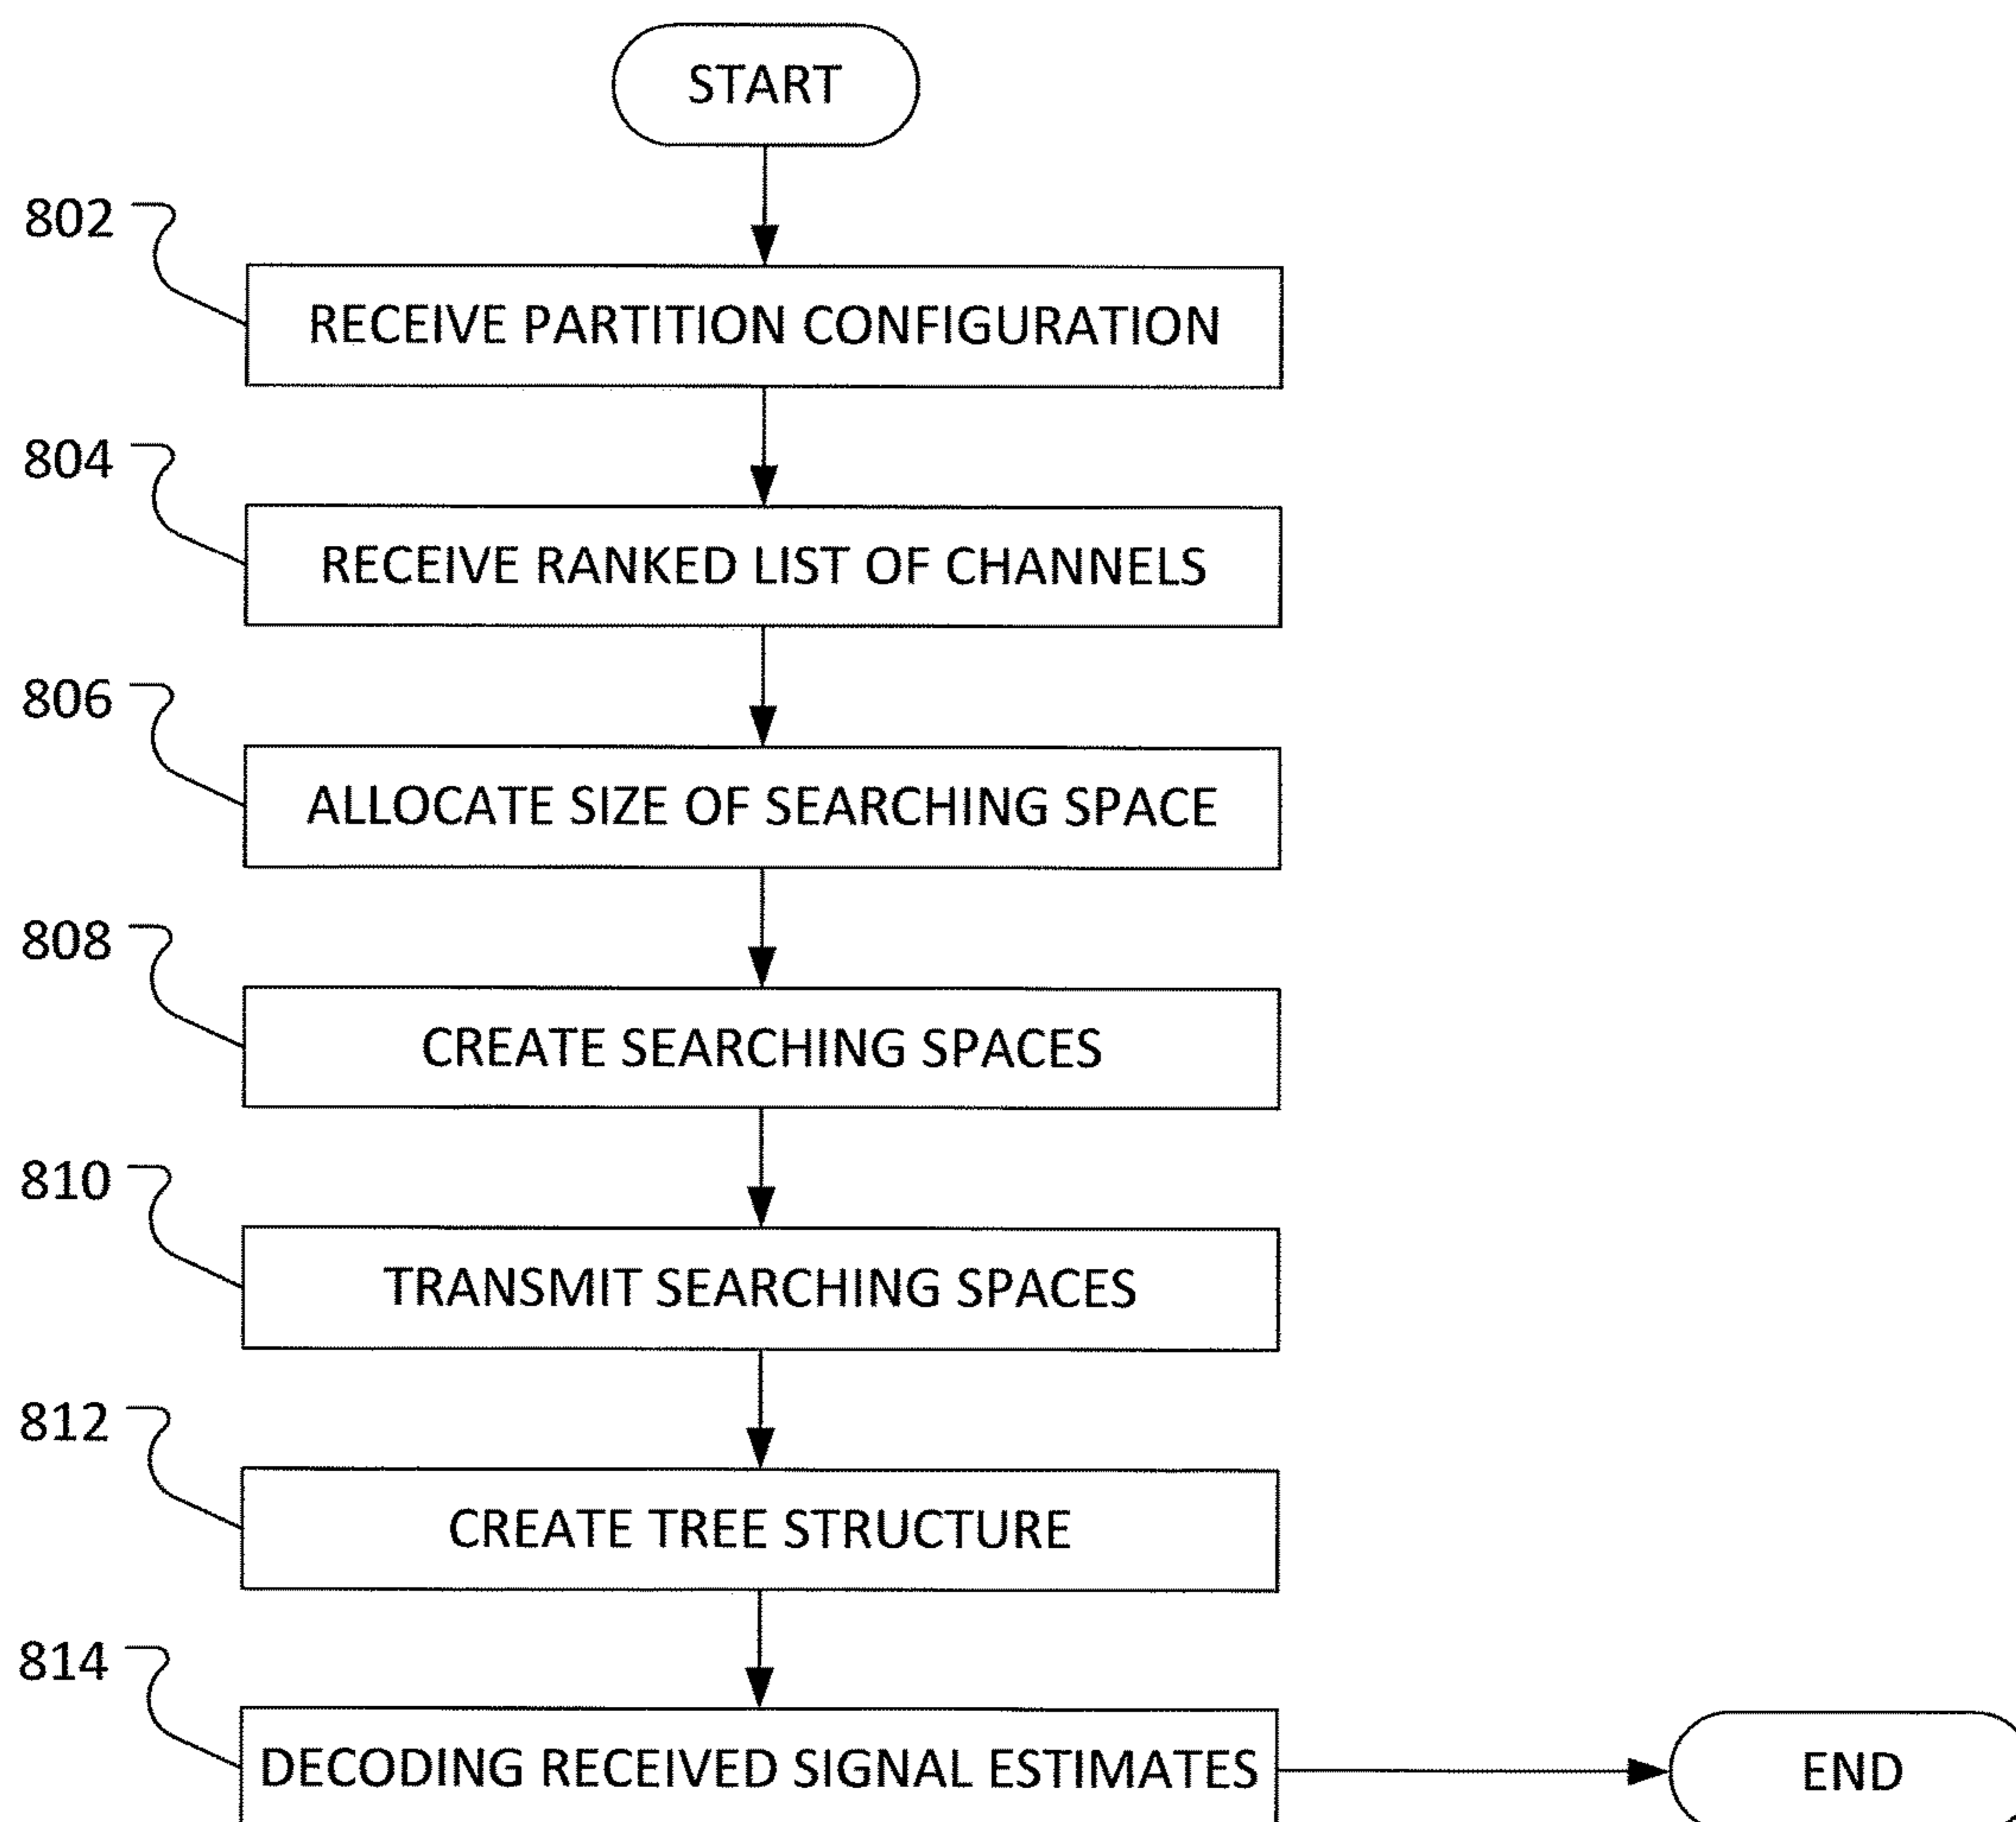 START
802
RECEIVE PARTITION CONFIGURATION
804
RECEIVE RANKED LIST OF CHANNELS
806
ALLOCATE SIZE OF SEARCHING SPACE
808
CREATE SEARCHING SPACES
810
TRANSMIT SEARCHING SPACES
812
CREATE TREE STRUCTURE
814
DECODING RECEIVED SIGNAL ESTIMATES
END